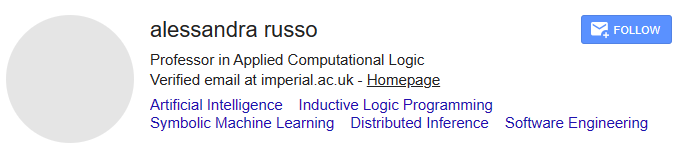 alessandra russo
FOLLOW
Professor in Applied Computational Logic
Verified email at imperial.ac.uk - Homepage
Artificial Intelligence Inductive Logic Programming
Symbolic Machine Learning Distributed Inference Software Engineering